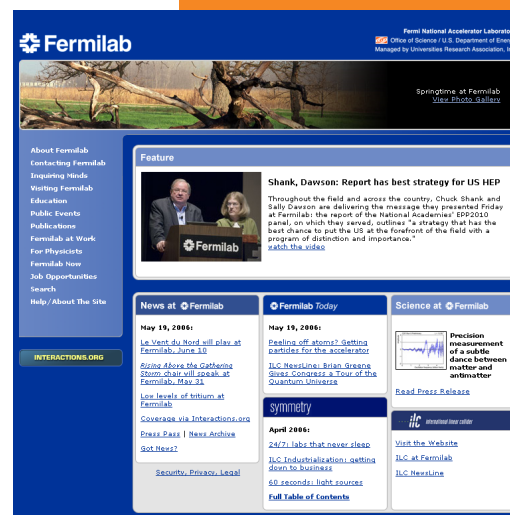 Fermi National Accelerator Laborato
Fermilab
Office of Science / U.S. Department of Ener
Managed by Universities Research Association, In
Springtime at Fermilab
View Photo Gallery
About Fermilab
Contacting Fermilab
Inquiring Minds
Visiting Fermilab
Education
Public Events
Publications
Fermilab at Work
For Physicists
Fermilab Now
Job Opportunities
Search
Help/About The Site
INTERACTIONS.ORG
Feature
Fermilab
Shank, Dawson: Report has best strategy for US HEP
Throughout the field and across the country, Chuck Shank and
Sally Dawson are delivering the message they presented Friday
at Fermilab: the report of the National Academies' EPP2010
panel, on which they served, outlines "a strategy that has the
best chance to put the US at the forefront of the field with a
program of distinction and importance."
watch the video
News at Fermilab
May 19, 2006:
Le Vent du Nord will play at
Fermilab, June 10
Rising Above the Gathering
Storm chair will speak at
Fermilab, May 31
Low levels of tritium at
Fermilab
Coverage via Interactions.org
Press Pass | News Archive
Got News?
Security, Privacy, Legal
Fermilab Today
May 19, 2006:
Peeling off atoms? Getting
partides for the accelerator
ILC NewsLine: Brian Greene
Gives Congress a Tour of the
Quantum Universe
symmetry
April 2006:
24/7: labs that never sleep
ILC Industrialization: getting
down to business
60 seconds: light sources
Full Table of Contents
Science at Fermilab
Precision
measurement
of a subtle
dance between
matter and
antimatter
Read Press Release
ilc international linear collider
Visit the Website
ILC at Fermilab
ILC NewsLine